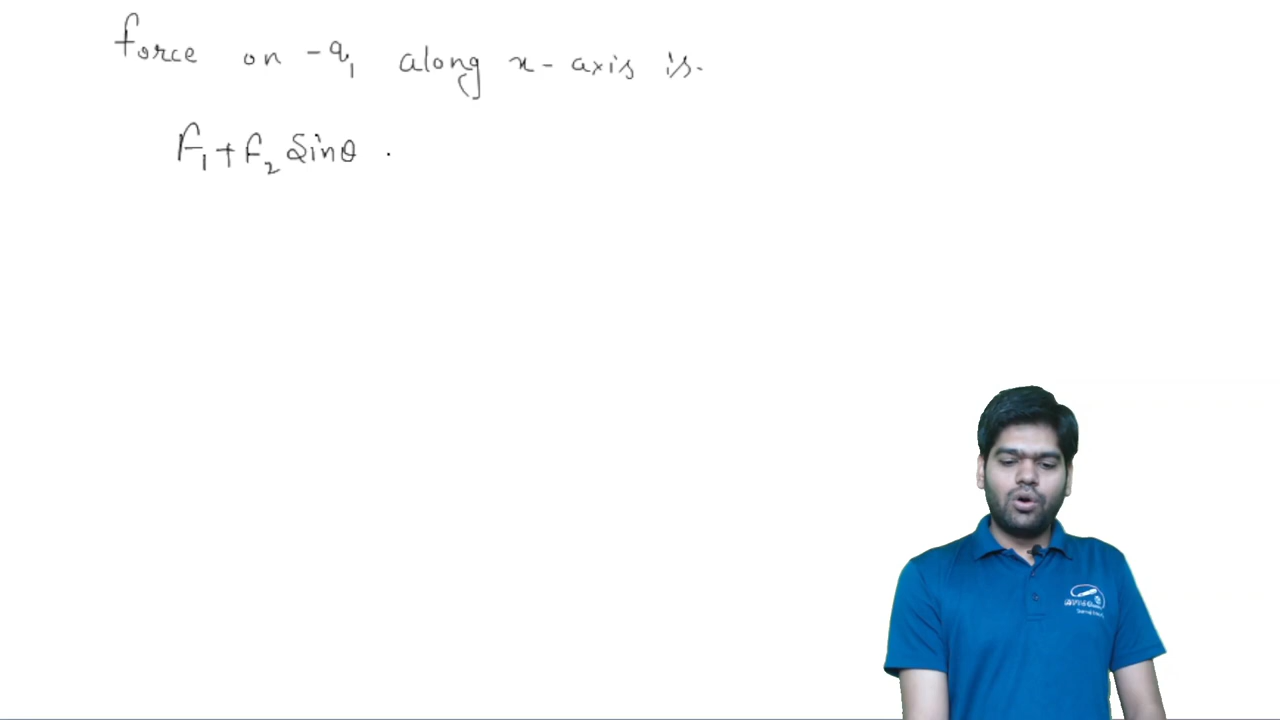 force on -q₁ along x-axis is.
F₁+F₂ Sinθ .